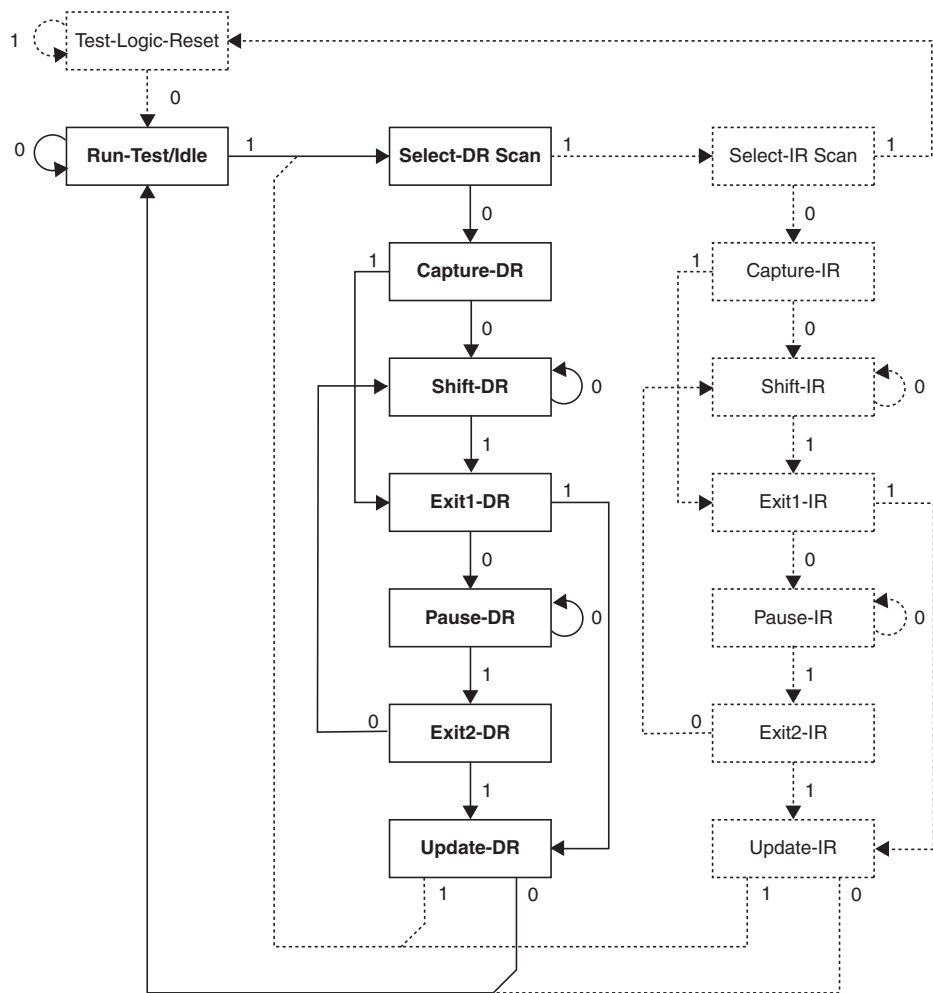 1
Test-Logic-Reset
0
0
Run-Test/Idle
1
Select-DR Scan
1
Select-IR Scan
1
0
0
1
Capture-DR
1
Capture-IR
0
0
Shift-DR
0
Shift-IR
0
1
1
Exit1-DR
1
Exit1-IR
1
0
0
Pause-DR
0
Pause-IR
0
1
1
0
Exit2-DR
0
Exit2-IR
1
1
Update-DR
Update-IR
1
0
1
0